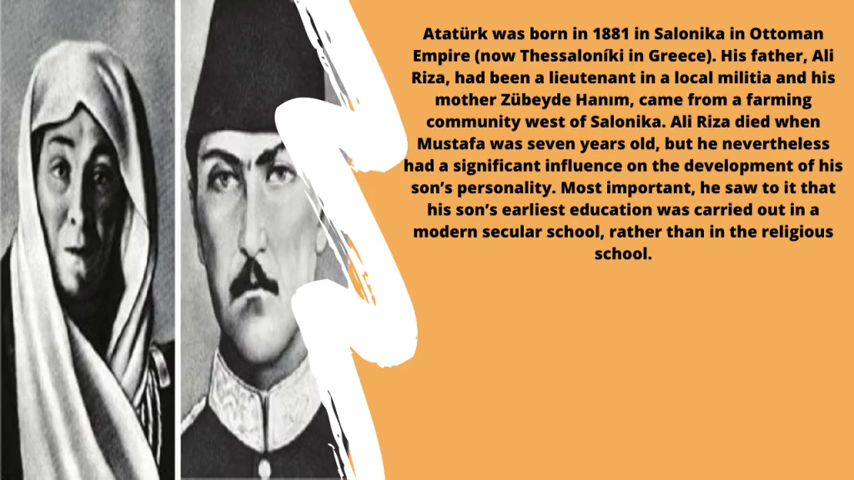 Atatürk was born in 1881 in Salonika in Ottoman
Empire (now Thessaloníki in Greece). His father, Ali
Riza, had been a lieutenant in a local militia and his
mother Zübeyde Hanım, came from a farming
community west of Salonika. Ali Riza died when
Mustafa was seven years old, but he nevertheless
had a significant influence on the development of his
son’s personality. Most important, he saw to it that
his son’s earliest education was carried out in a
modern secular school, rather than in the religious
school.